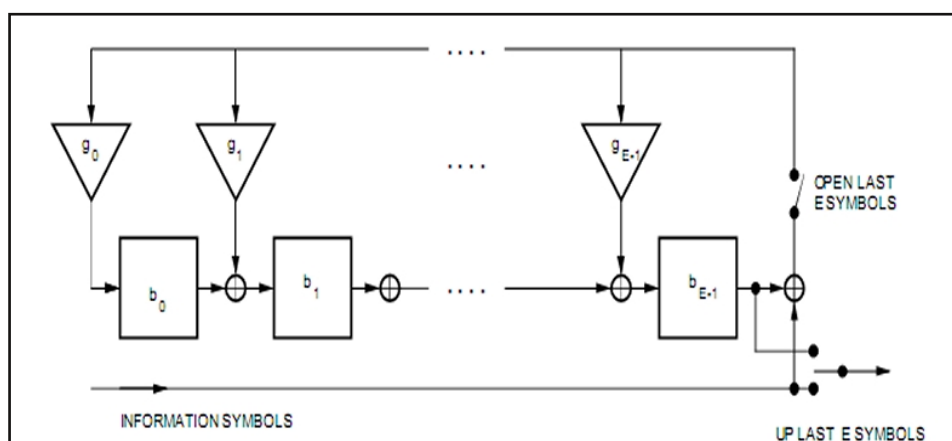 g0 g1 gE-1
OPEN LAST
E SYMBOLS
b0 b1 bE-1
INFORMATION SYMBOLS
UP LAST E SYMBOLS